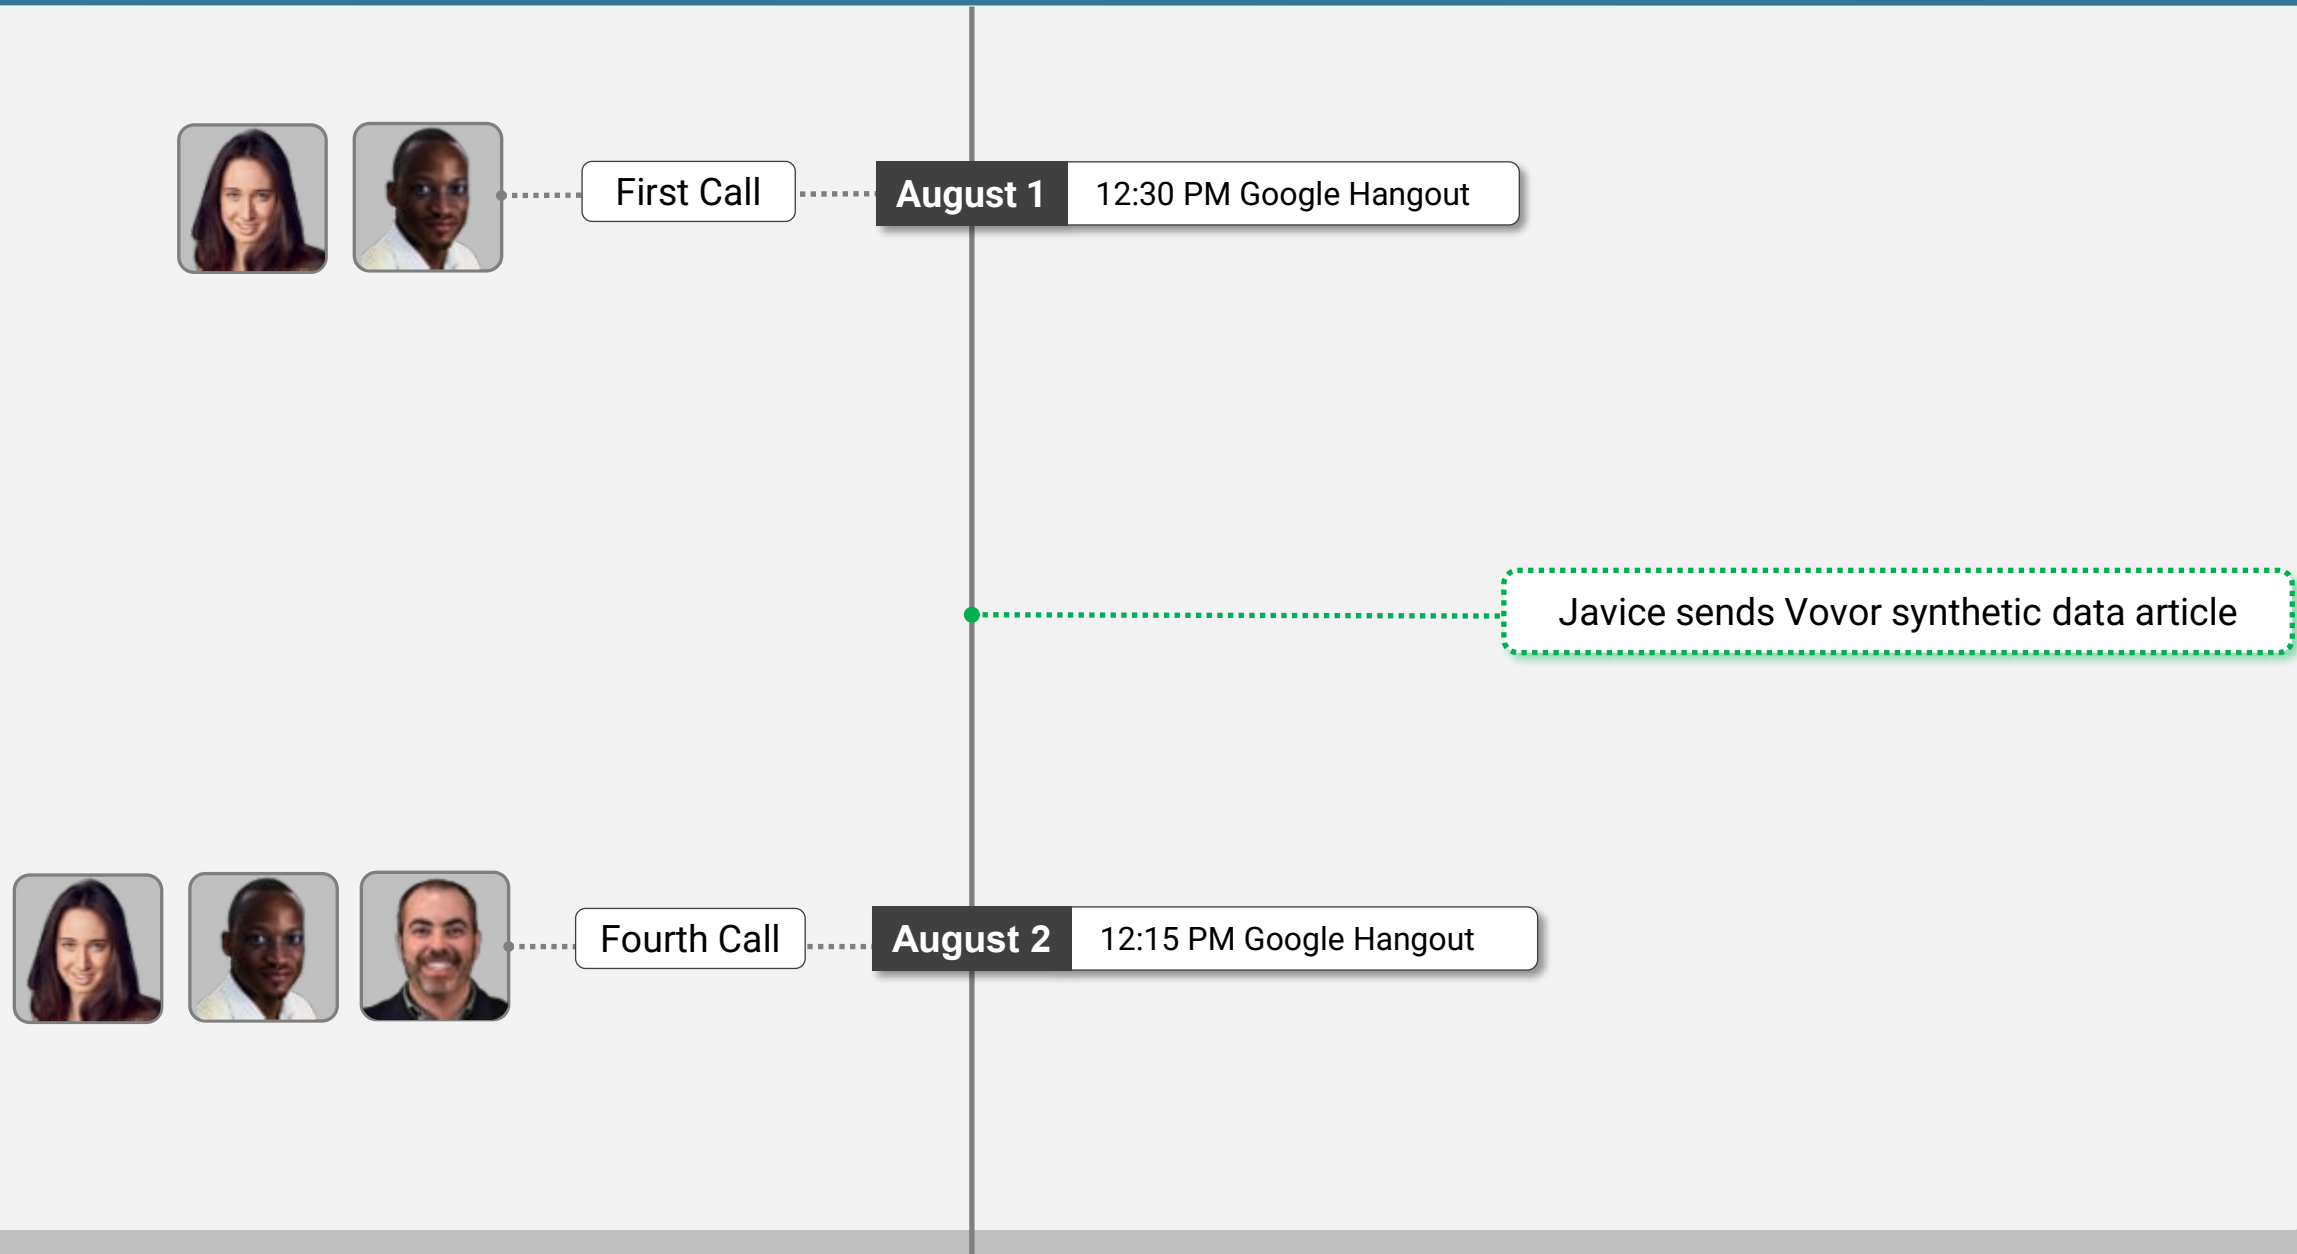 First Call
August 1
12:30 PM Google Hangout
Javice sends Vovor synthetic data article
Fourth Call
August 2
12:15 PM Google Hangout